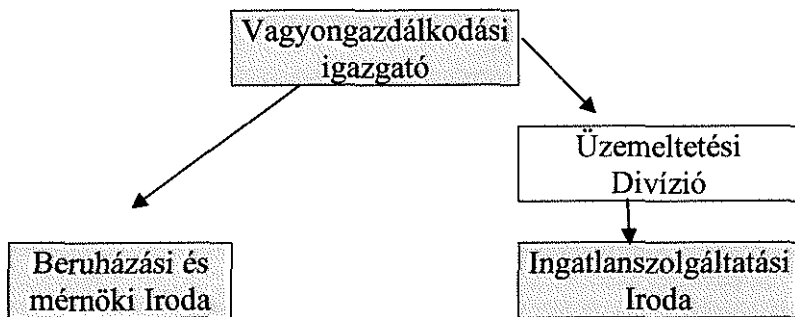 Vagyongazdálkodási
igazgató
Üzemeltetési
Divízió
Beruházási és
mérnöki Iroda
Ingatlanszolgáltatási
Iroda